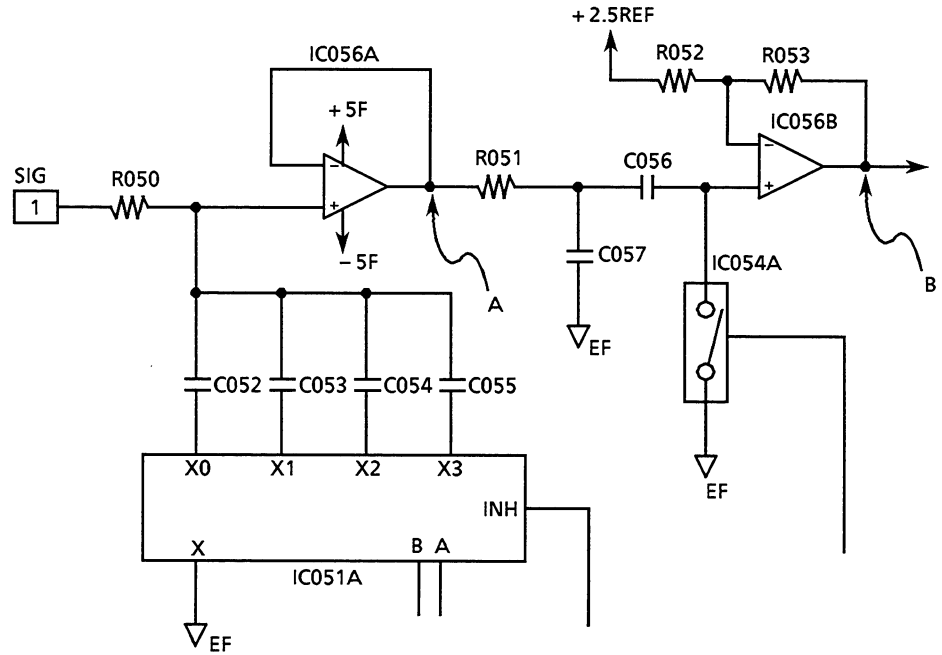 +2.5REF
IC056A
R052
R053
+5F
IC056B
SIG
1
R050
R051
C056
−
+
−
+
−5F
C057
IC054A
A
B
EF
C052
C053
C054
C055
X0
X1
X2
X3
EF
INH
X
B
A
IC051A
EF